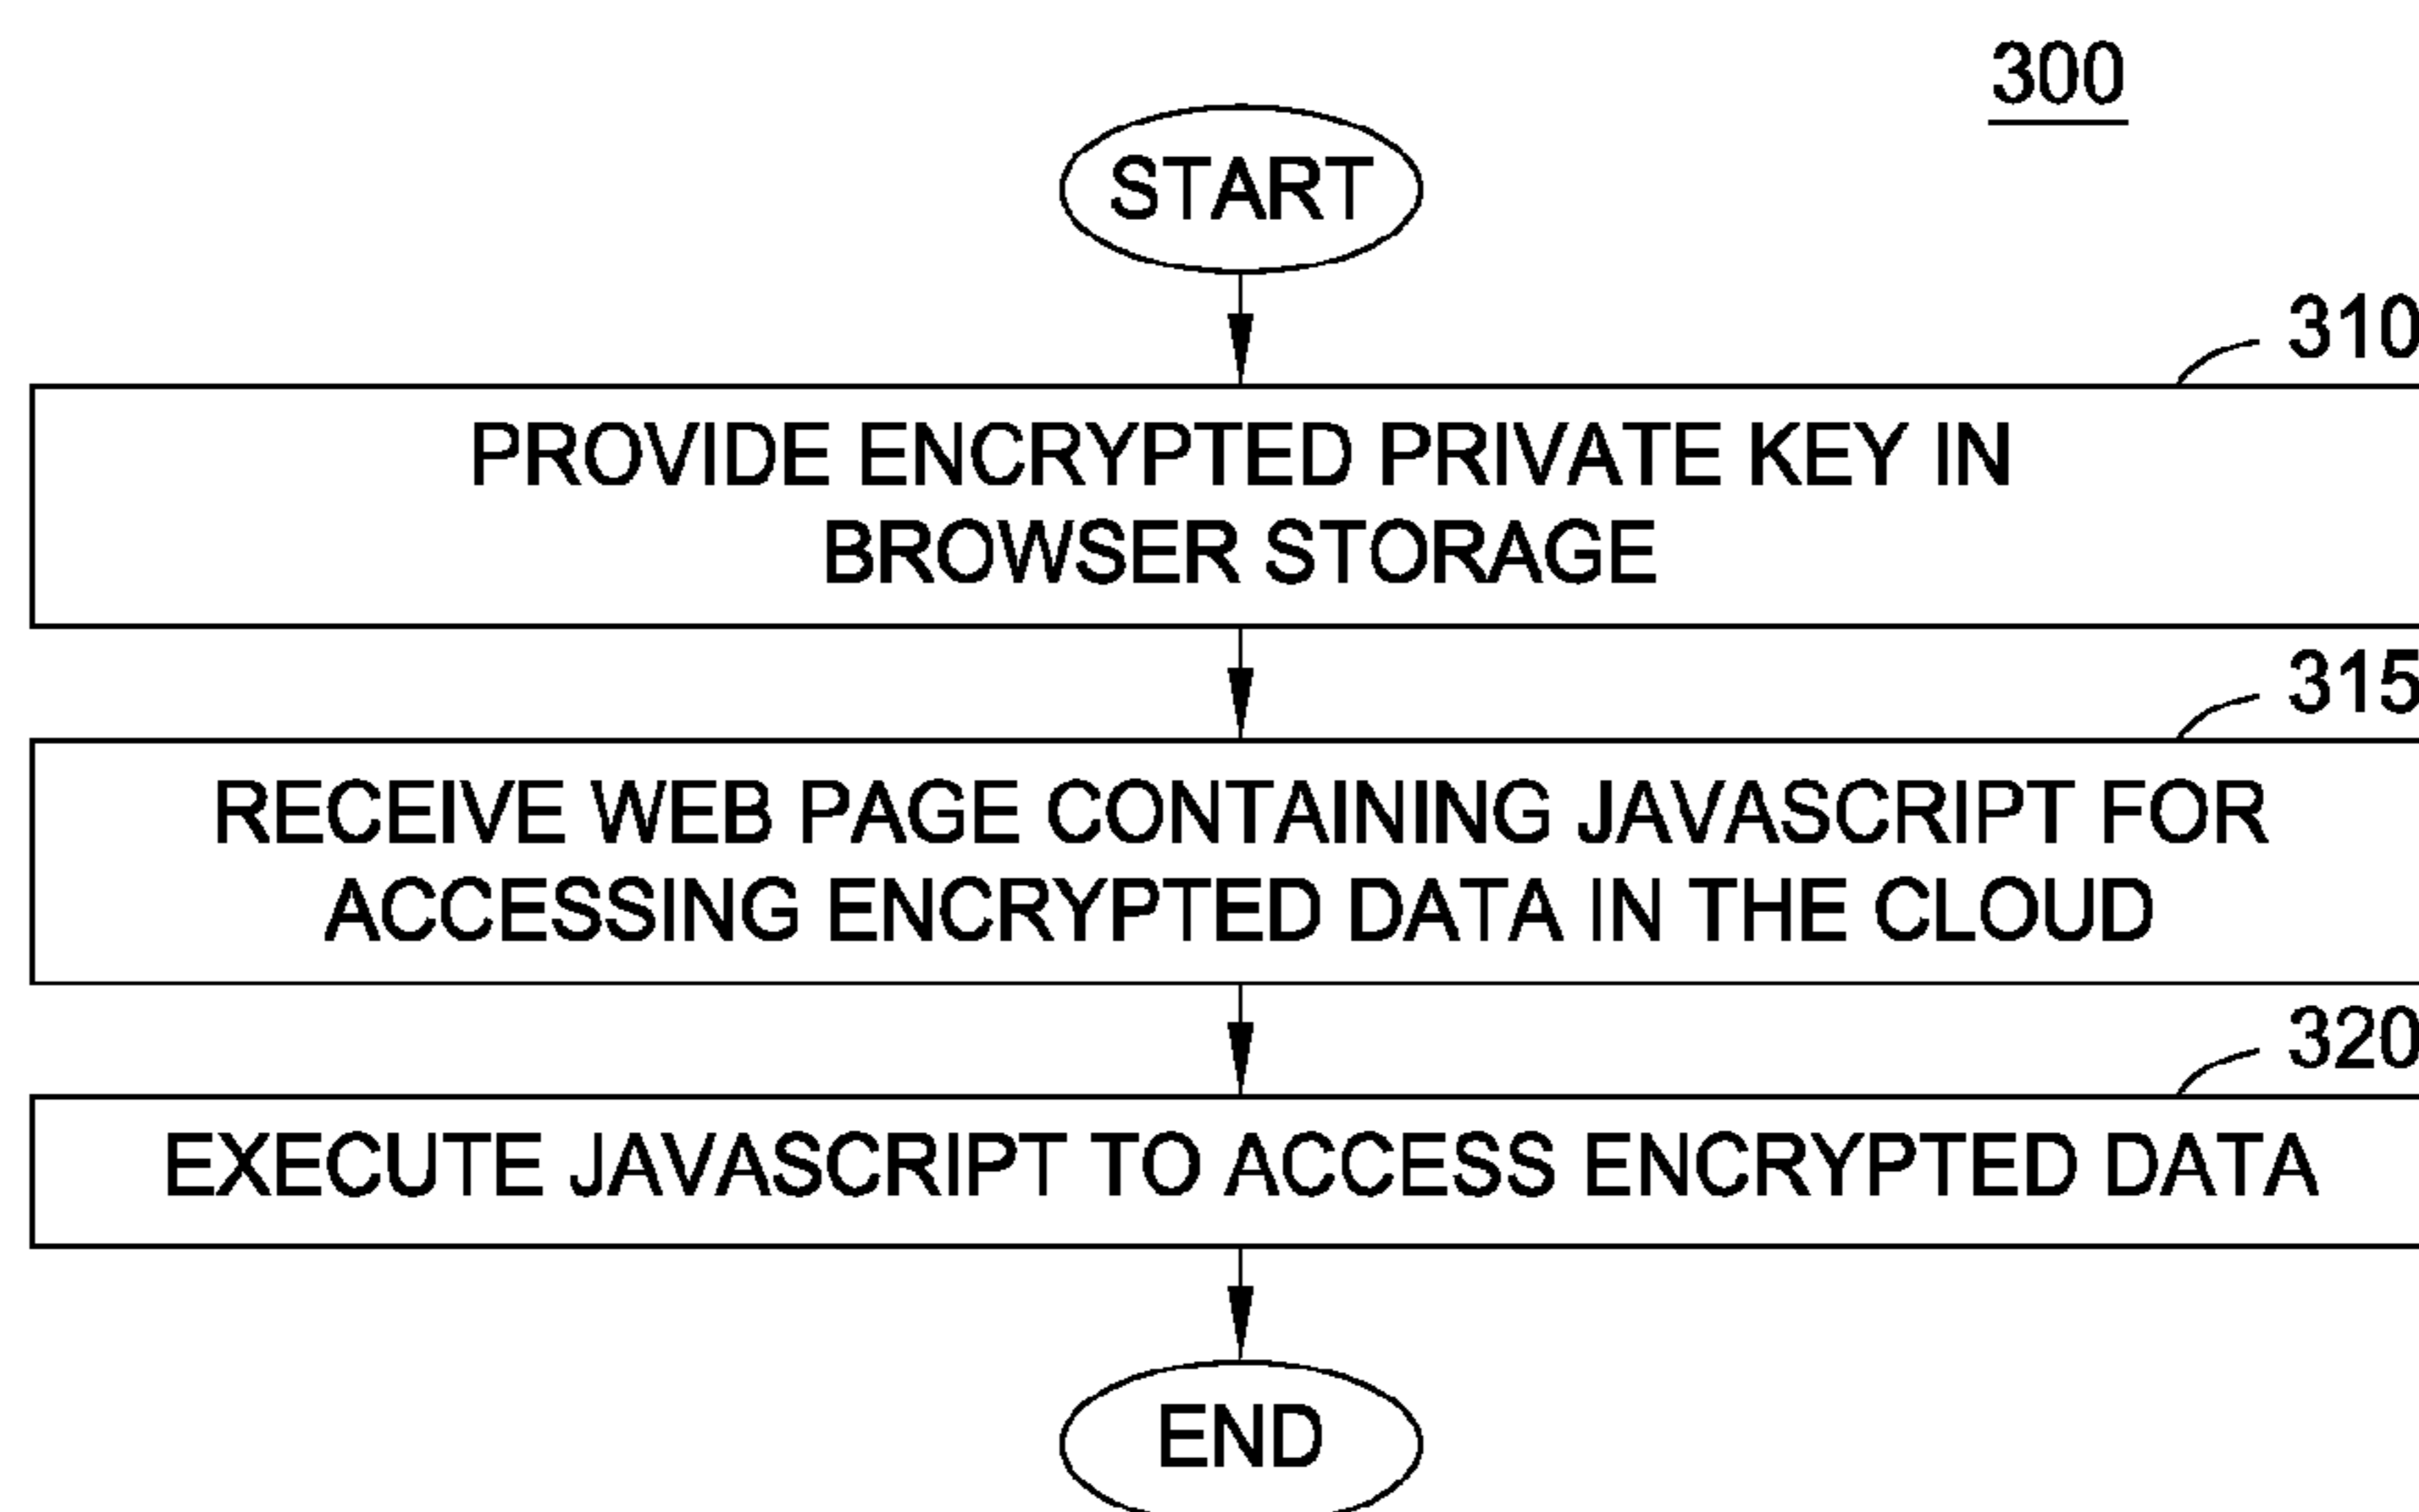 300
START
310
PROVIDE ENCRYPTED PRIVATE KEY IN
BROWSER STORAGE
315
RECEIVE WEB PAGE CONTAINING JAVASCRIPT FOR
ACCESSING ENCRYPTED DATA IN THE CLOUD
320
EXECUTE JAVASCRIPT TO ACCESS ENCRYPTED DATA
END